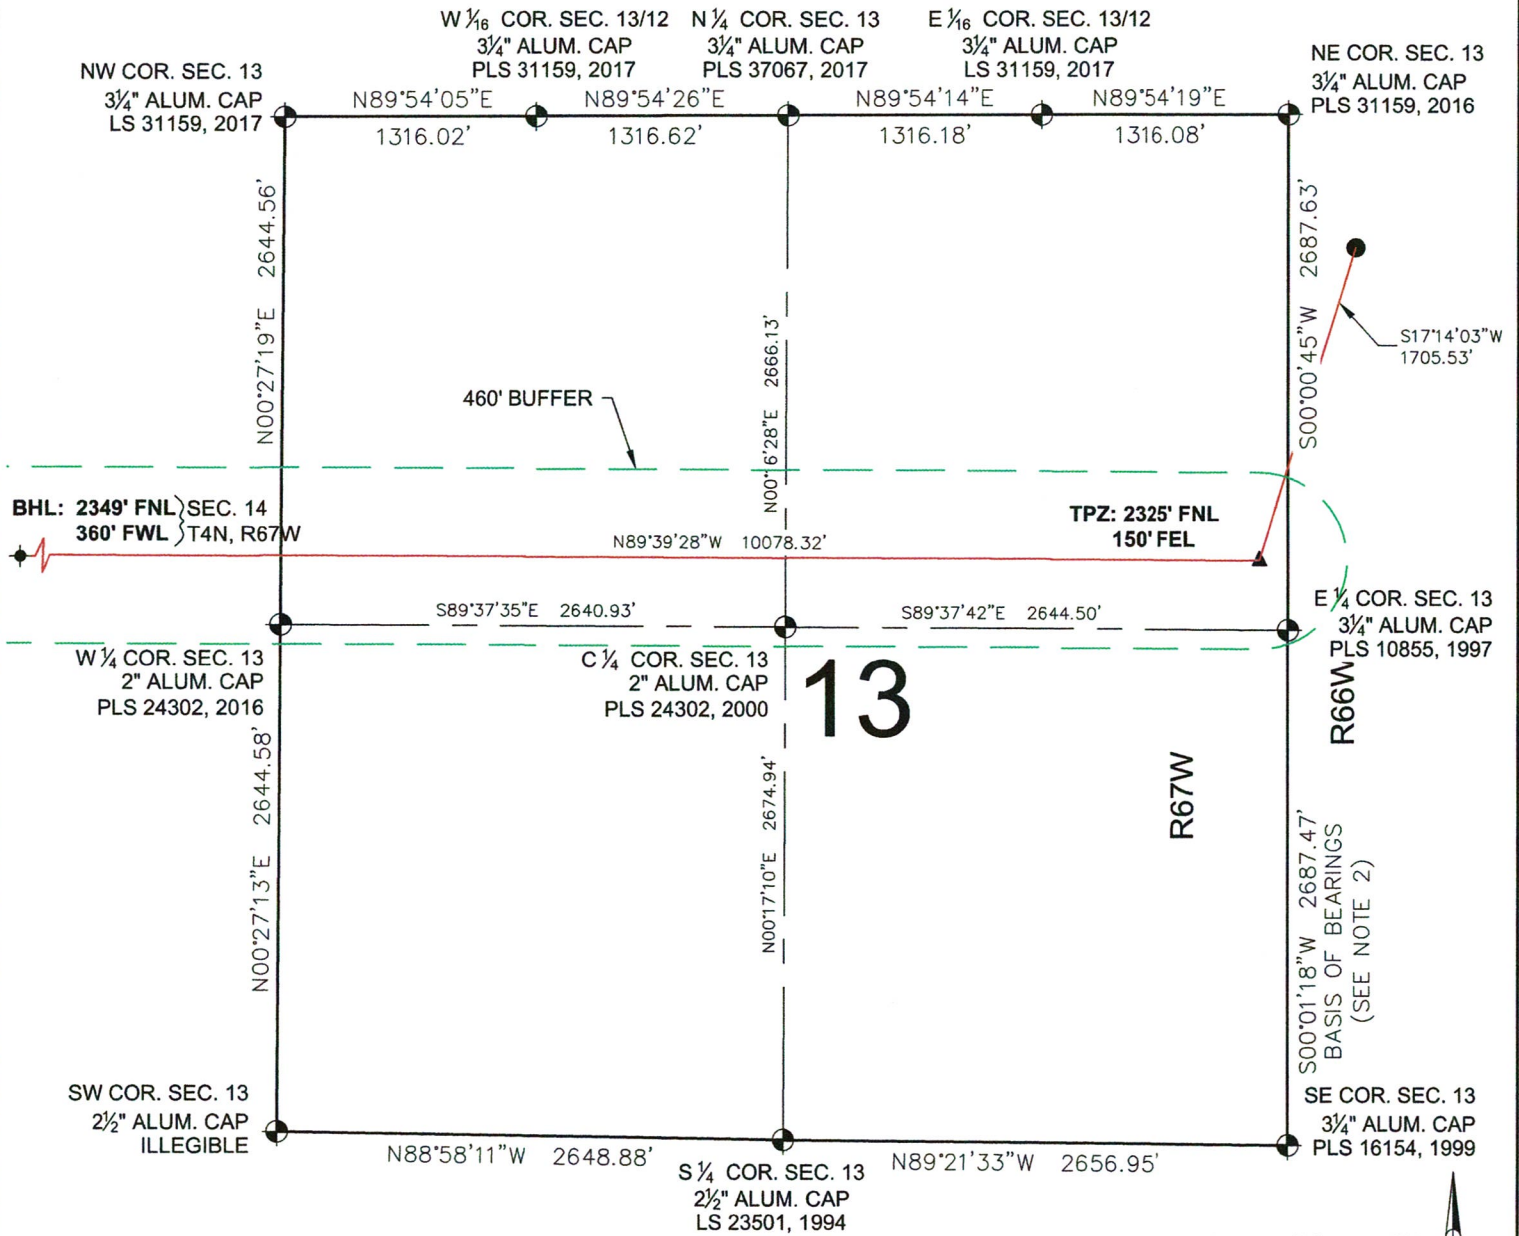 W 1⁄16 COR. SEC. 13/12
3¼" ALUM. CAP
PLS 31159, 2017
N ¼ COR. SEC. 13
3¼" ALUM. CAP
PLS 37067, 2017
E 1⁄16 COR. SEC. 13/12
3¼" ALUM. CAP
LS 31159, 2017
NE COR. SEC. 13
3¼" ALUM. CAP
PLS 31159, 2016
NW COR. SEC. 13
3¼" ALUM. CAP
LS 31159, 2017
N89°54'05"E
1316.02'
N89°54'26"E
1316.62'
N89°54'14"E
1316.18'
N89°54'19"E
1316.08'
N00°27'19"E 2644.56'
N00°16'28"E 2666.13'
S00°00'45"W 2687.63'
S17°14'03"W
1705.53'
460' BUFFER
BHL: 2349' FNL SEC. 14
360' FWL T4N, R67W
N89°39'28"W 10078.32'
TPZ: 2325' FNL
150' FEL
S89°37'35"E 2640.93'
S89°37'42"E 2644.50'
E ¼ COR. SEC. 13
3¼" ALUM. CAP
PLS 10855, 1997
W ¼ COR. SEC. 13
2" ALUM. CAP
PLS 24302, 2016
C ¼ COR. SEC. 13
2" ALUM. CAP
PLS 24302, 2000
13
R67W
R66W
N00°27'13"E 2644.58'
N00°17'10"E 2674.94'
S00°01'18"W 2687.47'
BASIS OF BEARINGS
(SEE NOTE 2)
SW COR. SEC. 13
2½" ALUM. CAP
ILLEGIBLE
N88°58'11"W 2648.88'
S ¼ COR. SEC. 13
2½" ALUM. CAP
LS 23501, 1994
N89°21'33"W 2656.95'
SE COR. SEC. 13
3¼" ALUM. CAP
PLS 16154, 1999